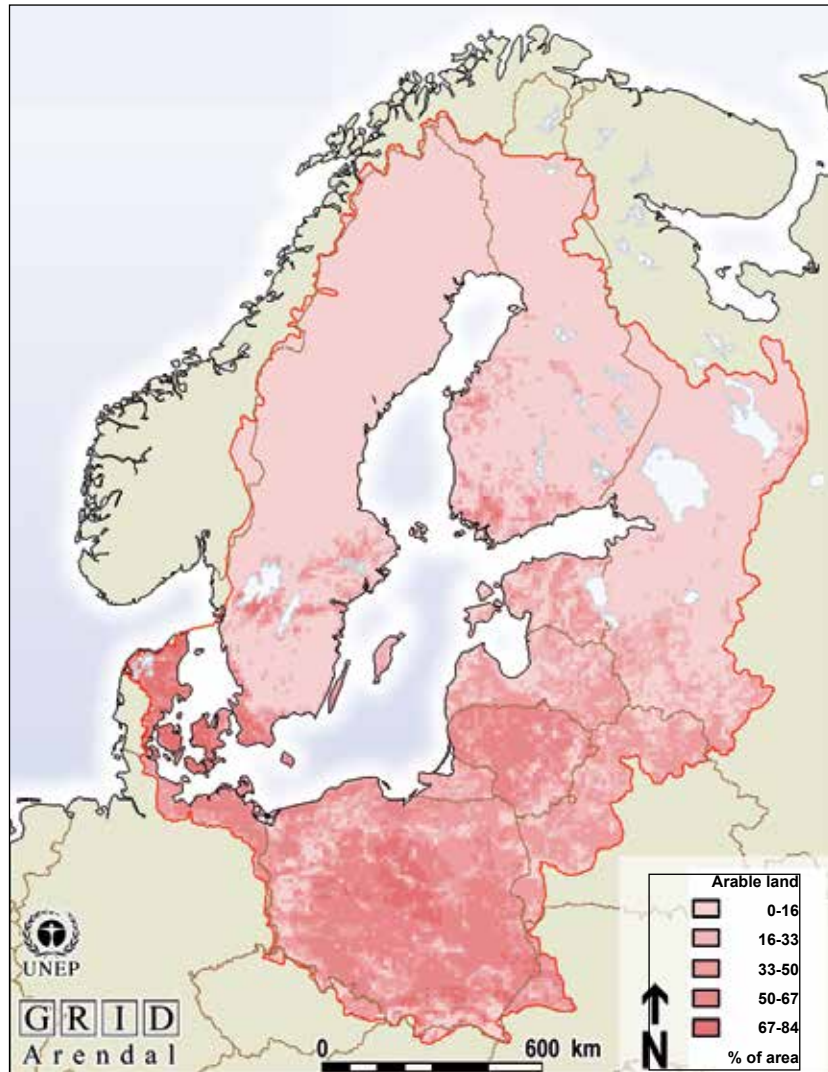 Arable land
0-16
16-33
33-50
50-67
67-84
% of area
UNEP
GRID
Arendal
0 600 km
N